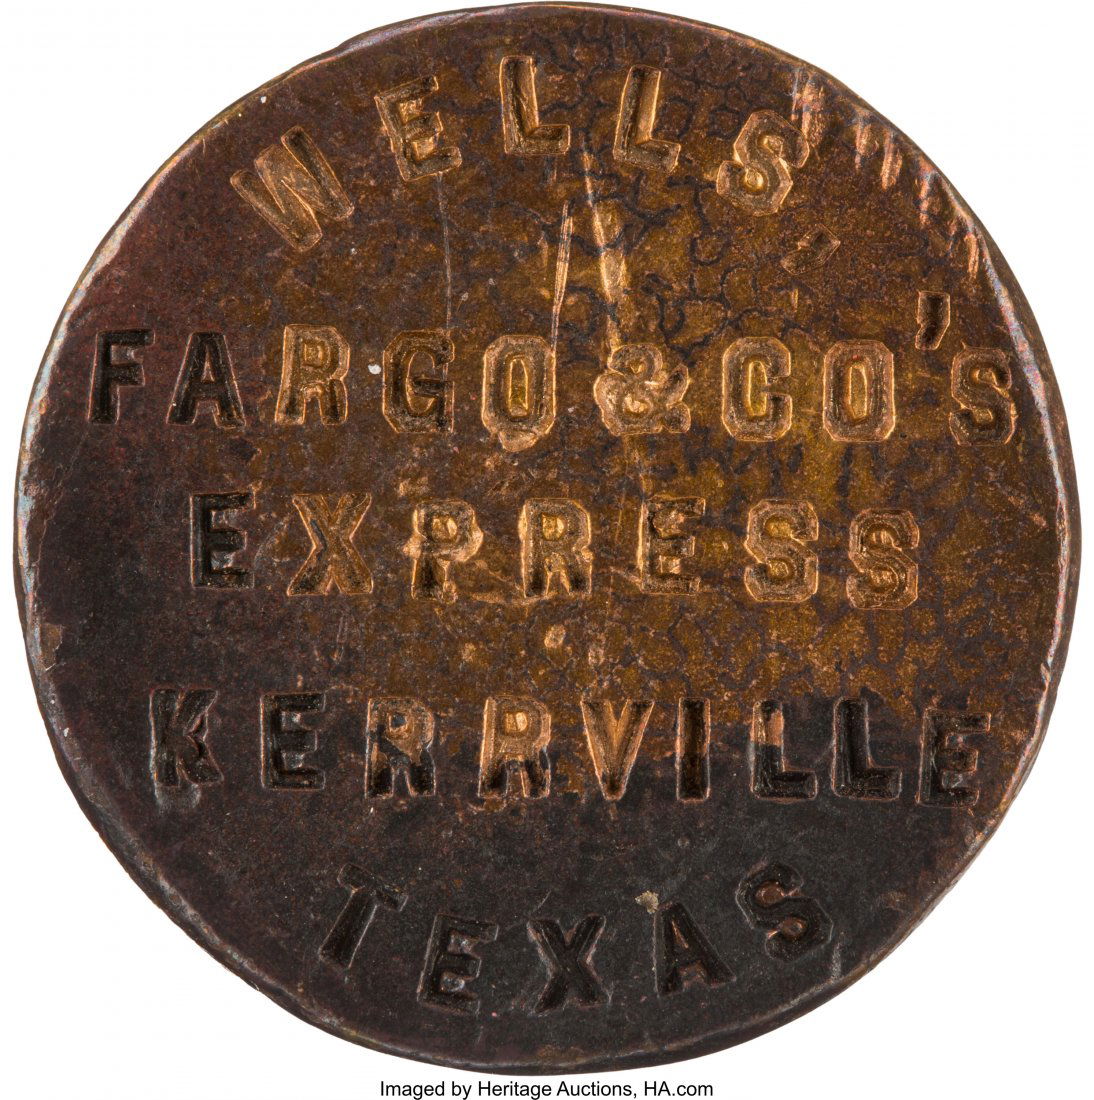 WELLS,
FARGO & CO'S
EXPRESS
KERRVILLE
TEXAS
Imaged by Heritage Auctions, HA.com